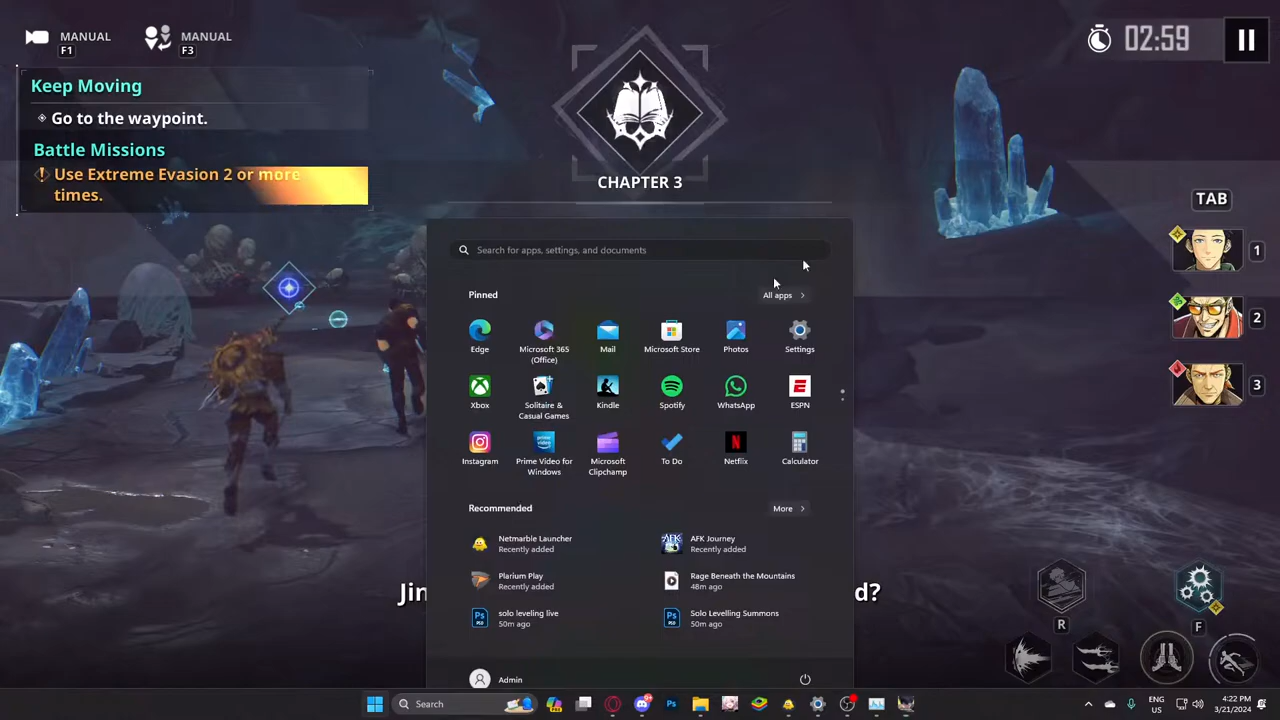 MANUAL
F1
MANUAL
F3
02:59
Keep Moving
Go to the waypoint.
Battle Missions
! Use Extreme Evasion 2 or more
times.
CHAPTER 3
TAB
1
2
3
Search for apps, settings, and documents
Pinned
All apps
Edge
Microsoft 365
(Office)
Mail
Microsoft Store
Photos
Settings
Xbox
Solitaire &
Casual Games
Kindle
Spotify
WhatsApp
ESPN
Instagram
Prime Video for
Windows
Microsoft
Clipchamp
To Do
Netflix
Calculator
Recommended
More
Netmarble Launcher
Recently added
AFK Journey
Recently added
Plarium Play
Recently added
Rage Beneath the Mountains
48m ago
solo leveling live
50m ago
Solo Levelling Summons
50m ago
Admin
R
F
Search
ENG
US
4:22 PM
3/21/2024